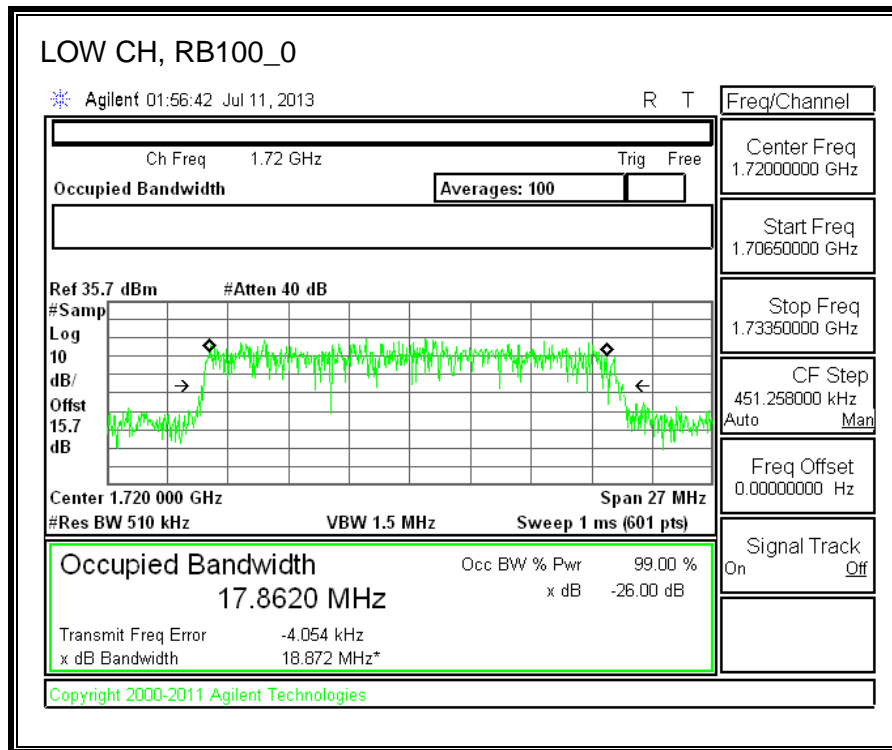 LOW CH, RB100_0
Agilent 01:56:42 Jul 11, 2013 R T
Ch Freq 1.72 GHz Trig Free
Occupied Bandwidth Averages: 100
Ref 35.7 dBm #Atten 40 dB
#Samp
Log
10
dB/
Offst
15.7
dB
Center 1.720 000 GHz Span 27 MHz
#Res BW 510 kHz VBW 1.5 MHz Sweep 1 ms (601 pts)
Occupied Bandwidth Occ BW % Pwr 99.00 %
17.8620 MHz x dB -26.00 dB
Transmit Freq Error -4.054 kHz
x dB Bandwidth 18.872 MHz*
Copyright 2000-2011 Agilent Technologies
Freq/Channel
Center Freq
1.72000000 GHz
Start Freq
1.70650000 GHz
Stop Freq
1.73350000 GHz
CF Step
451.258000 kHz
Auto Man
Freq Offset
0.00000000 Hz
Signal Track
On Off